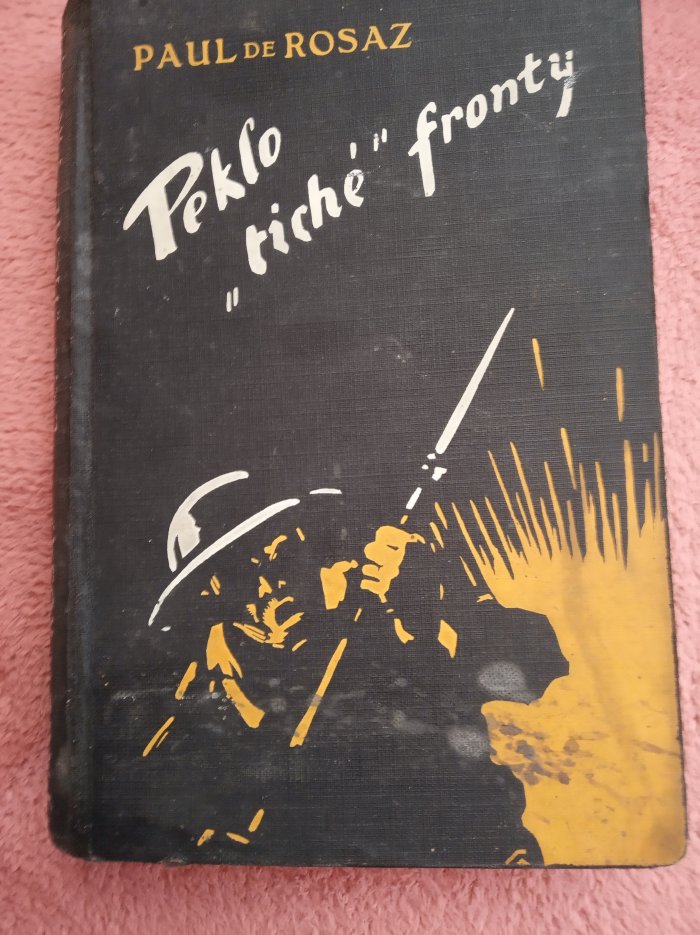 PAUL DE ROSAZ
Peklo
"tiché" fronty